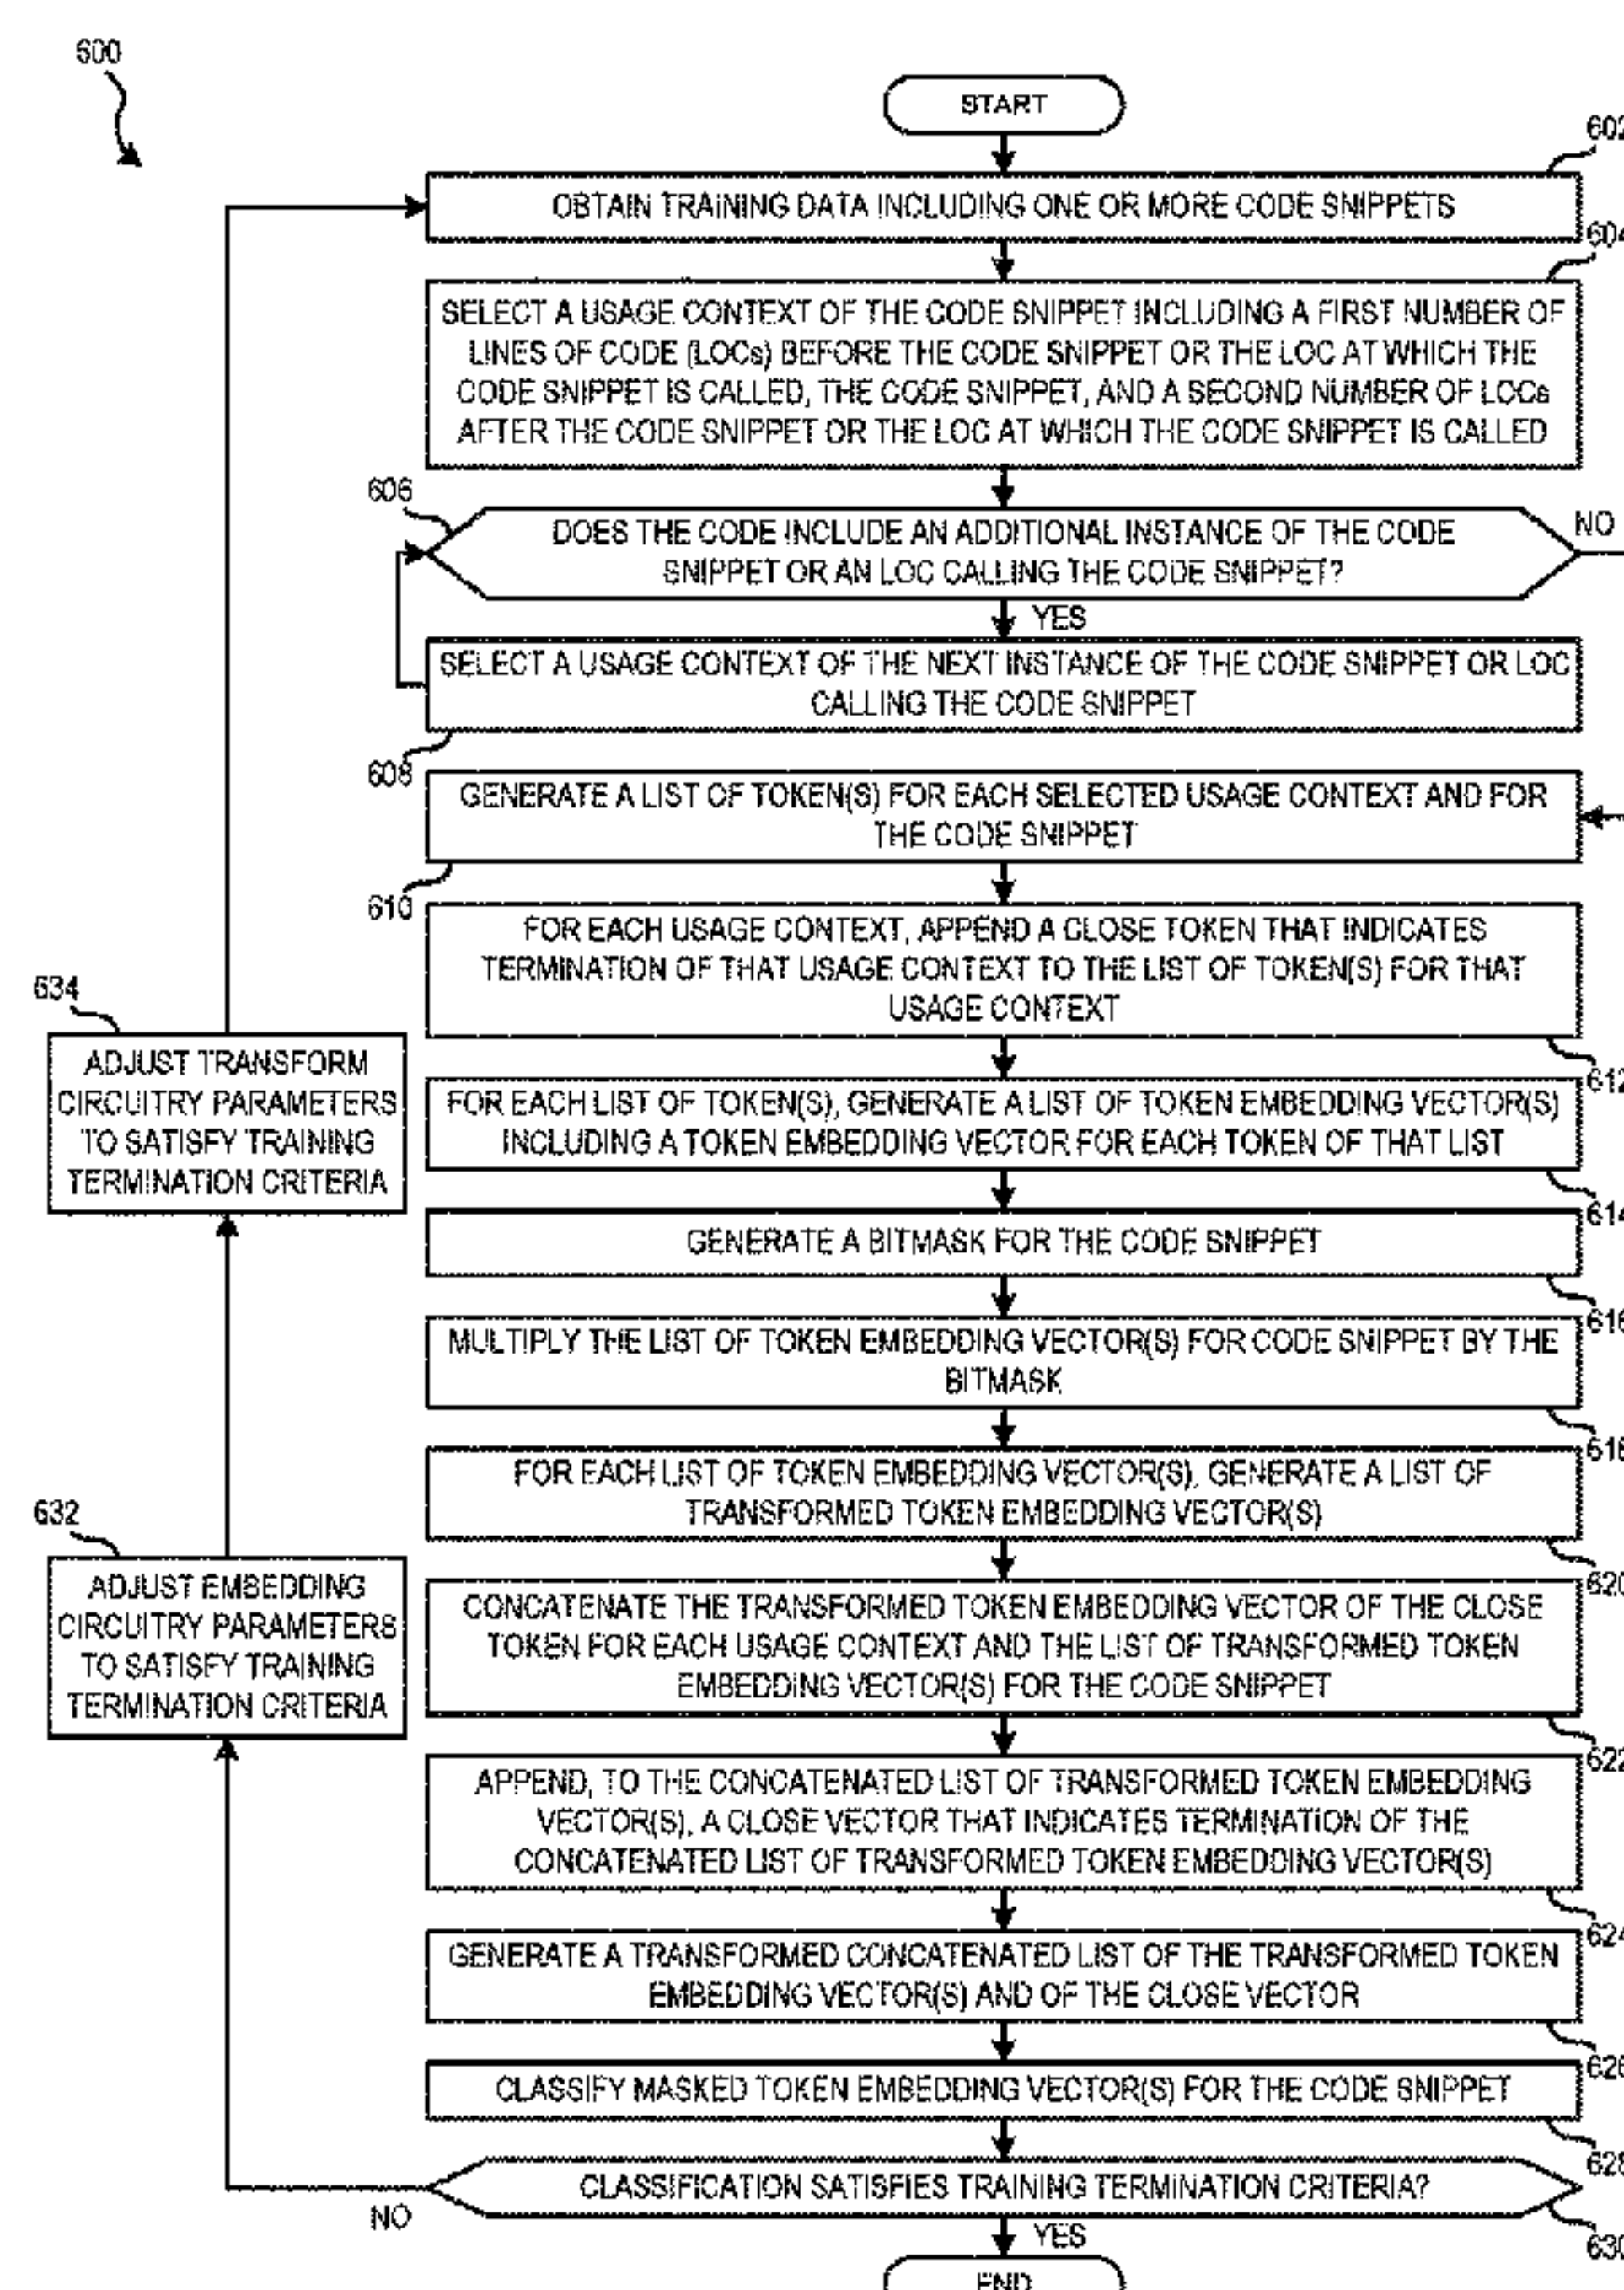 600
START
602
OBTAIN TRAINING DATA INCLUDING ONE OR MORE CODE SNIPPETS
604
SELECT A USAGE CONTEXT OF THE CODE SNIPPET INCLUDING A FIRST NUMBER OF
LINES OF CODE (LOCs) BEFORE THE CODE SNIPPET OR THE LOC AT WHICH THE
CODE SNIPPET IS CALLED, THE CODE SNIPPET, AND A SECOND NUMBER OF LOCs
AFTER THE CODE SNIPPET OR THE LOC AT WHICH THE CODE SNIPPET IS CALLED
606
DOES THE CODE INCLUDE AN ADDITIONAL INSTANCE OF THE CODE
SNIPPET OR AN LOC CALLING THE CODE SNIPPET?
NO
YES
SELECT A USAGE CONTEXT OF THE NEXT INSTANCE OF THE CODE SNIPPET OR LOC
CALLING THE CODE SNIPPET
608
GENERATE A LIST OF TOKEN(S) FOR EACH SELECTED USAGE CONTEXT AND FOR
THE CODE SNIPPET
610
FOR EACH USAGE CONTEXT, APPEND A CLOSE TOKEN THAT INDICATES
TERMINATION OF THAT USAGE CONTEXT TO THE LIST OF TOKEN(S) FOR THAT
USAGE CONTEXT
612
FOR EACH LIST OF TOKEN(S), GENERATE A LIST OF TOKEN EMBEDDING VECTOR(S)
INCLUDING A TOKEN EMBEDDING VECTOR FOR EACH TOKEN OF THAT LIST
614
GENERATE A BITMASK FOR THE CODE SNIPPET
616
MULTIPLY THE LIST OF TOKEN EMBEDDING VECTOR(S) FOR CODE SNIPPET BY THE
BITMASK
618
FOR EACH LIST OF TOKEN EMBEDDING VECTOR(S), GENERATE A LIST OF
TRANSFORMED TOKEN EMBEDDING VECTOR(S)
620
CONCATENATE THE TRANSFORMED TOKEN EMBEDDING VECTOR OF THE CLOSE
TOKEN FOR EACH USAGE CONTEXT AND THE LIST OF TRANSFORMED TOKEN
EMBEDDING VECTOR(S) FOR THE CODE SNIPPET
622
APPEND, TO THE CONCATENATED LIST OF TRANSFORMED TOKEN EMBEDDING
VECTOR(S), A CLOSE VECTOR THAT INDICATES TERMINATION OF THE
CONCATENATED LIST OF TRANSFORMED TOKEN EMBEDDING VECTOR(S)
624
GENERATE A TRANSFORMED CONCATENATED LIST OF THE TRANSFORMED TOKEN
EMBEDDING VECTOR(S) AND OF THE CLOSE VECTOR
626
CLASSIFY MASKED TOKEN EMBEDDING VECTOR(S) FOR THE CODE SNIPPET
628
CLASSIFICATION SATISFIES TRAINING TERMINATION CRITERIA?
NO
630
YES
END
632
ADJUST EMBEDDING
CIRCUITRY PARAMETERS
TO SATISFY TRAINING
TERMINATION CRITERIA
634
ADJUST TRANSFORM
CIRCUITRY PARAMETERS
TO SATISFY TRAINING
TERMINATION CRITERIA